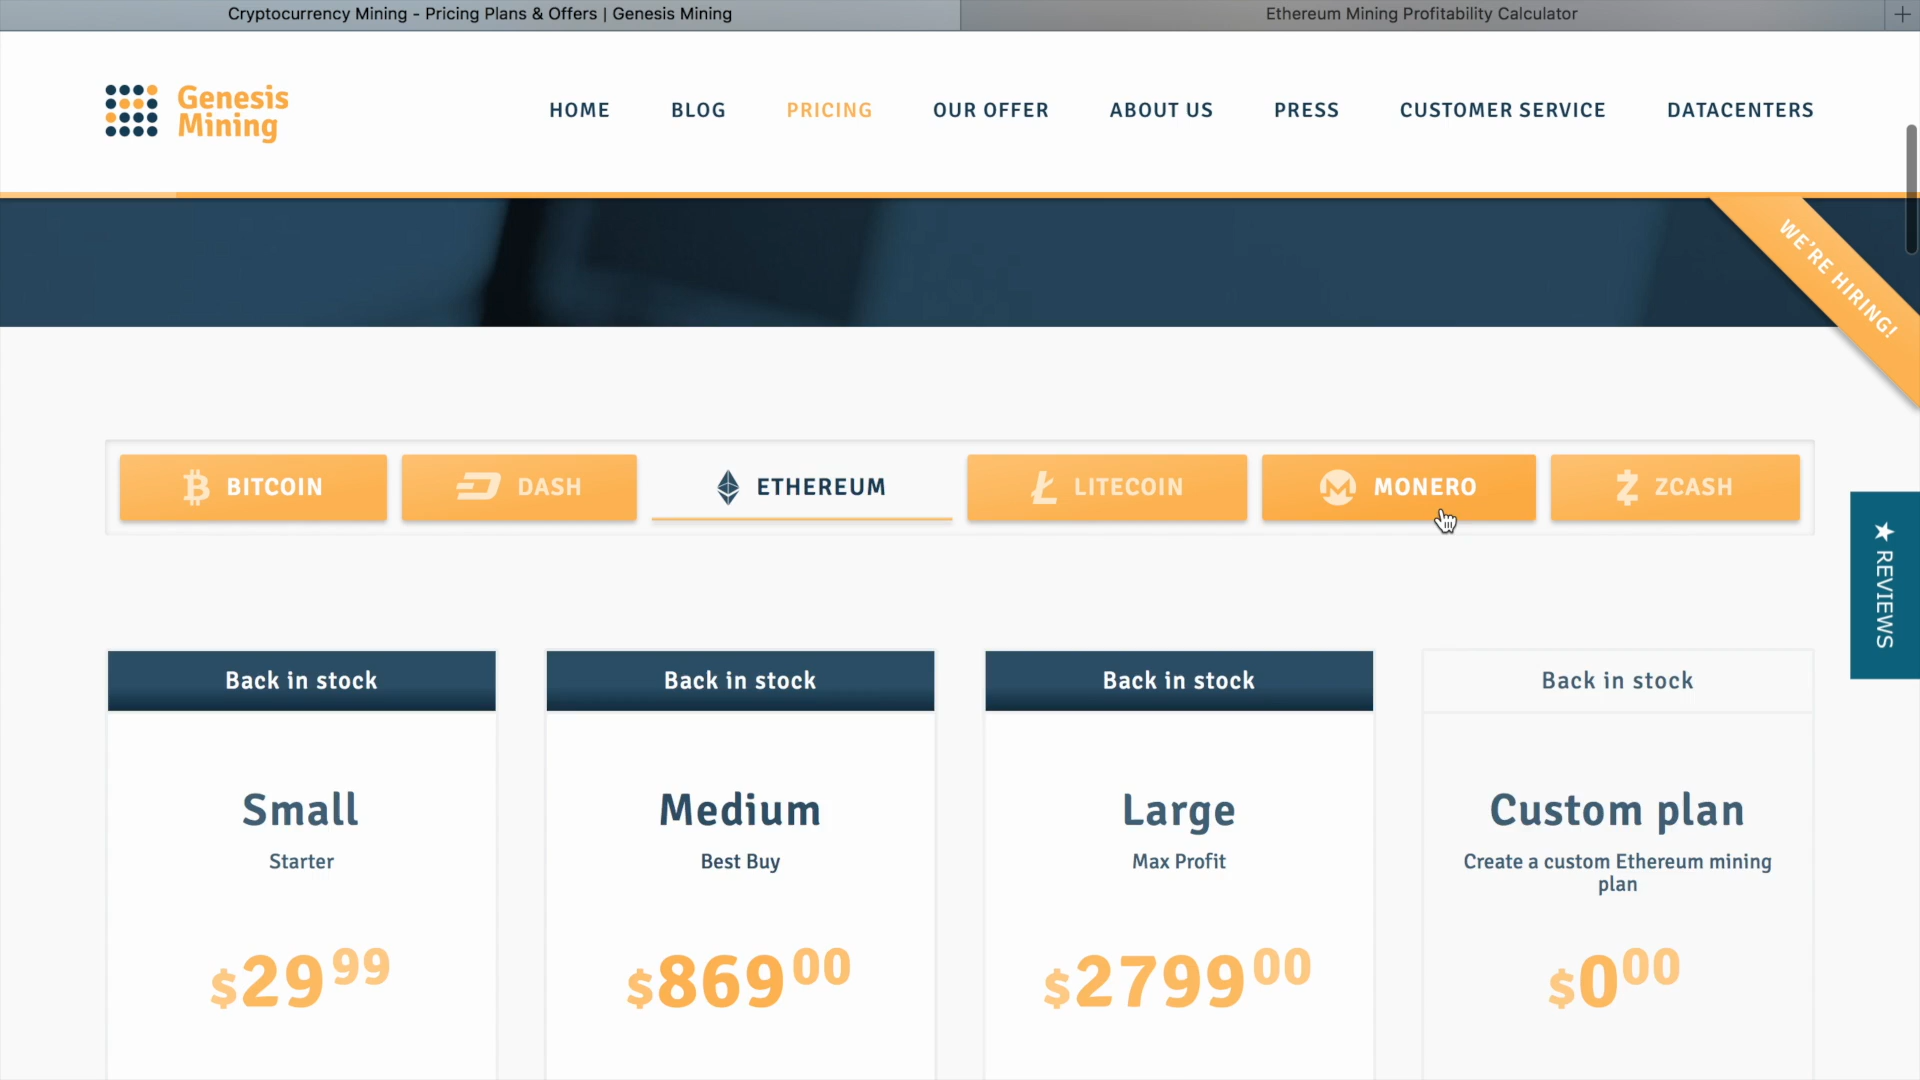 Cryptocurrency Mining - Pricing Plans & Offers | Genesis Mining
Ethereum Mining Profitability Calculator
Genesis
Mining
HOME
BLOG
PRICING
OUR OFFER
ABOUT US
PRESS
CUSTOMER SERVICE
DATACENTERS
WE'RE HIRING!
BITCOIN
DASH
ETHEREUM
LITECOIN
MONERO
ZCASH
★ REVIEWS
Back in stock
Small
Starter
$29 99
Back in stock
Medium
Best Buy
$869 00
Back in stock
Large
Max Profit
$2799 00
Back in stock
Custom plan
Create a custom Ethereum mining
plan
$0 00